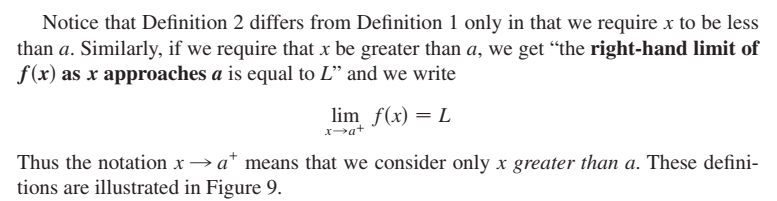 Notice that Definition 2 differs from Definition 1 only in that we require x to be less
than a. Similarly, if we require that x be greater than a, we get “the right-hand limit of
f(x) as x approaches a is equal to L” and we write
lim f(x) = L
x→a⁺
Thus the notation x → a⁺ means that we consider only x greater than a. These defini-
tions are illustrated in Figure 9.